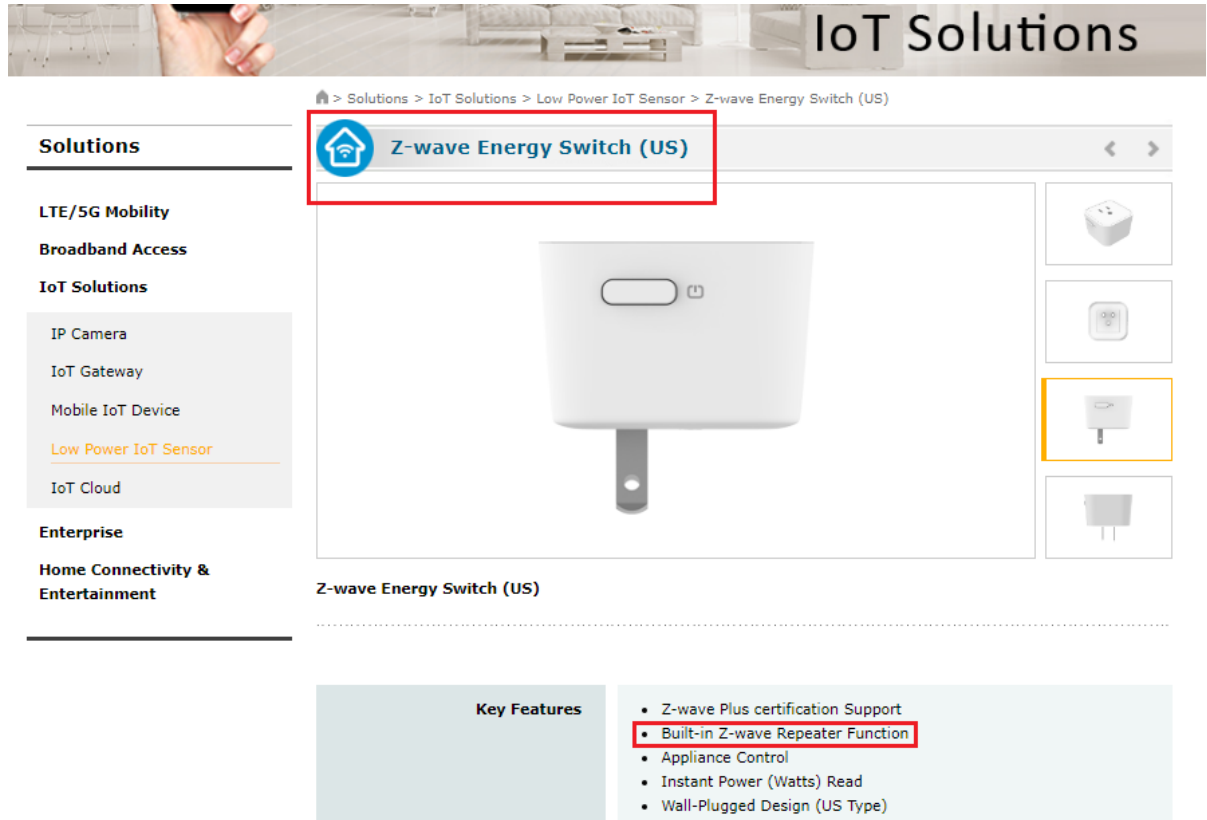 IoT Solutions
> Solutions > IoT Solutions > Low Power IoT Sensor > Z-wave Energy Switch (US)
Solutions
Z-wave Energy Switch (US)
LTE/5G Mobility
Broadband Access
IoT Solutions
IP Camera
IoT Gateway
Mobile IoT Device
Low Power IoT Sensor
IoT Cloud
Enterprise
Home Connectivity &
Entertainment
Z-wave Energy Switch (US)
Key Features
• Z-wave Plus certification Support
• Built-in Z-wave Repeater Function
• Appliance Control
• Instant Power (Watts) Read
• Wall-Plugged Design (US Type)